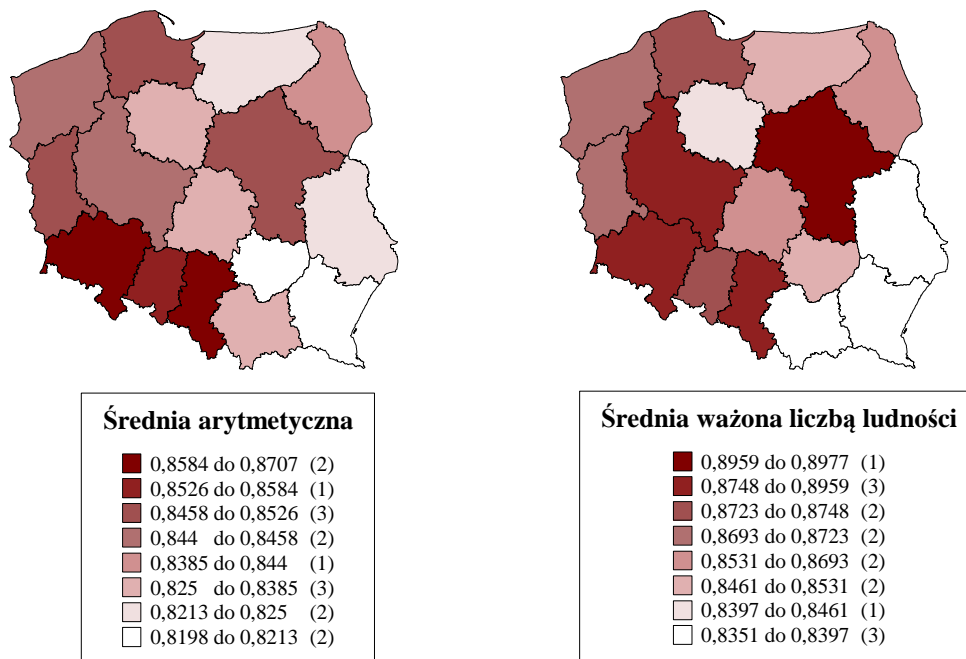 Średnia arytmetyczna
0,8584 do 0,8707 (2)
0,8526 do 0,8584 (1)
0,8458 do 0,8526 (3)
0,844 do 0,8458 (2)
0,8385 do 0,844 (1)
0,825 do 0,8385 (3)
0,8213 do 0,825 (2)
0,8198 do 0,8213 (2)
Średnia ważona liczbą ludności
0,8959 do 0,8977 (1)
0,8748 do 0,8959 (3)
0,8723 do 0,8748 (2)
0,8693 do 0,8723 (2)
0,8531 do 0,8693 (2)
0,8461 do 0,8531 (2)
0,8397 do 0,8461 (1)
0,8351 do 0,8397 (3)